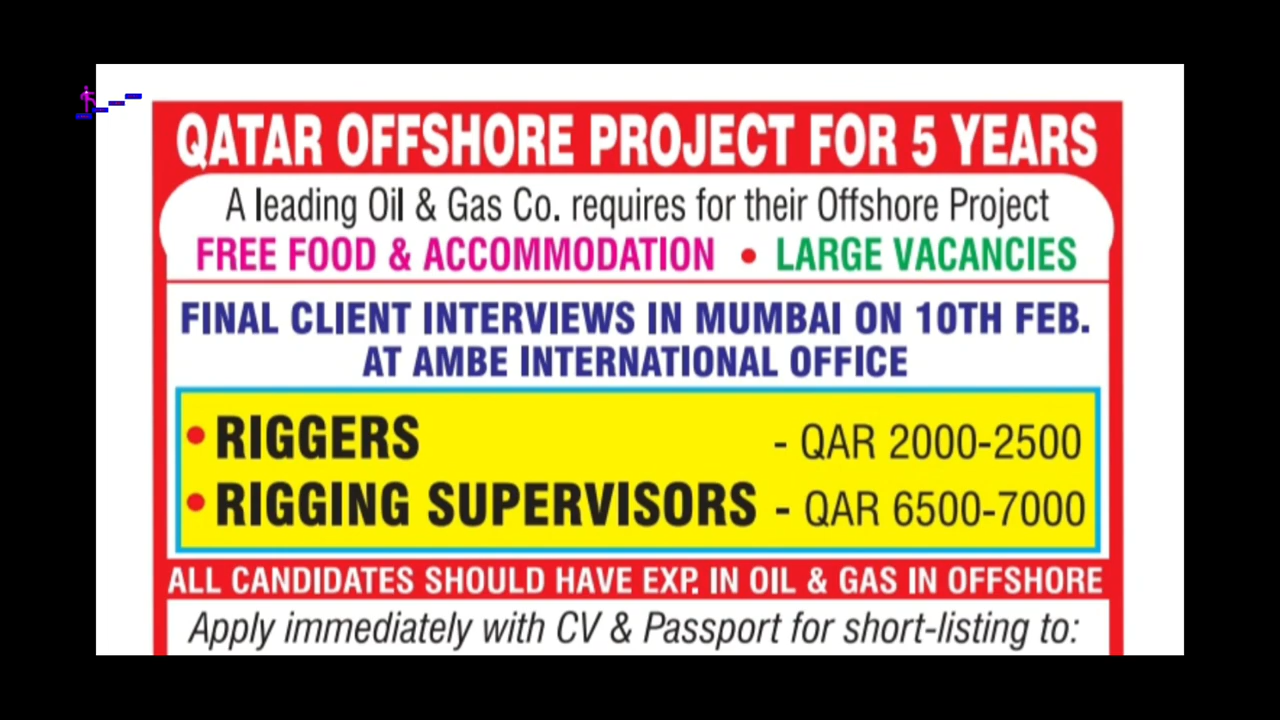 QATAR OFFSHORE PROJECT FOR 5 YEARS
A leading Oil & Gas Co. requires for their Offshore Project
FREE FOOD & ACCOMMODATION • LARGE VACANCIES
FINAL CLIENT INTERVIEWS IN MUMBAI ON 10TH FEB.
AT AMBE INTERNATIONAL OFFICE
• RIGGERS - QAR 2000-2500
• RIGGING SUPERVISORS - QAR 6500-7000
ALL CANDIDATES SHOULD HAVE EXP. IN OIL & GAS IN OFFSHORE
Apply immediately with CV & Passport for short-listing to: